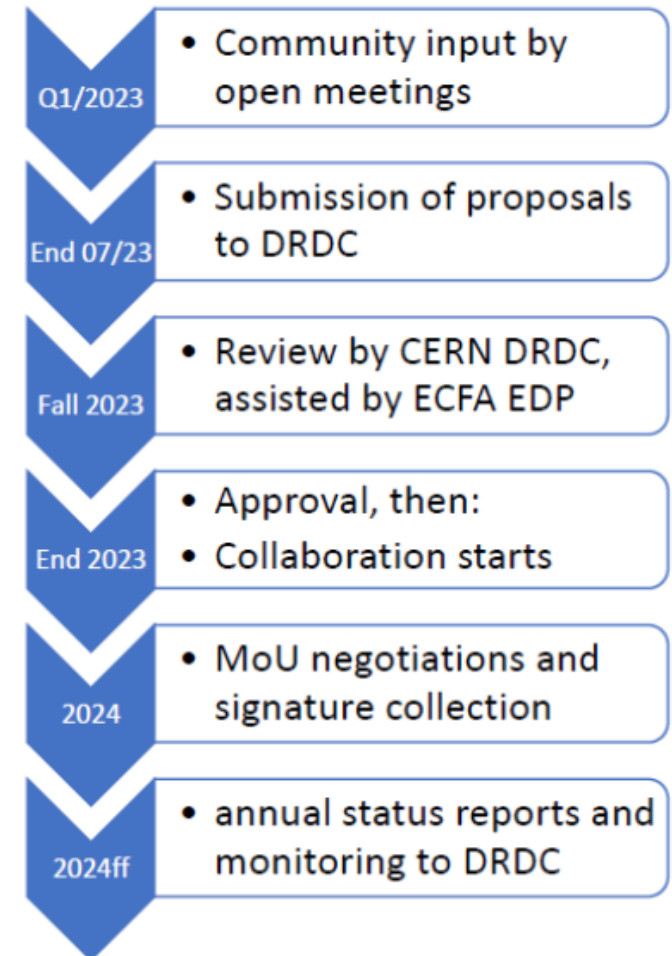 Q1/2023
• Community input by
open meetings
End 07/23
• Submission of proposals
to DRDC
Fall 2023
• Review by CERN DRDC,
assisted by ECFA EDP
End 2023
• Approval, then:
• Collaboration starts
2024
• MoU negotiations and
signature collection
2024ff
• annual status reports and
monitoring to DRDC